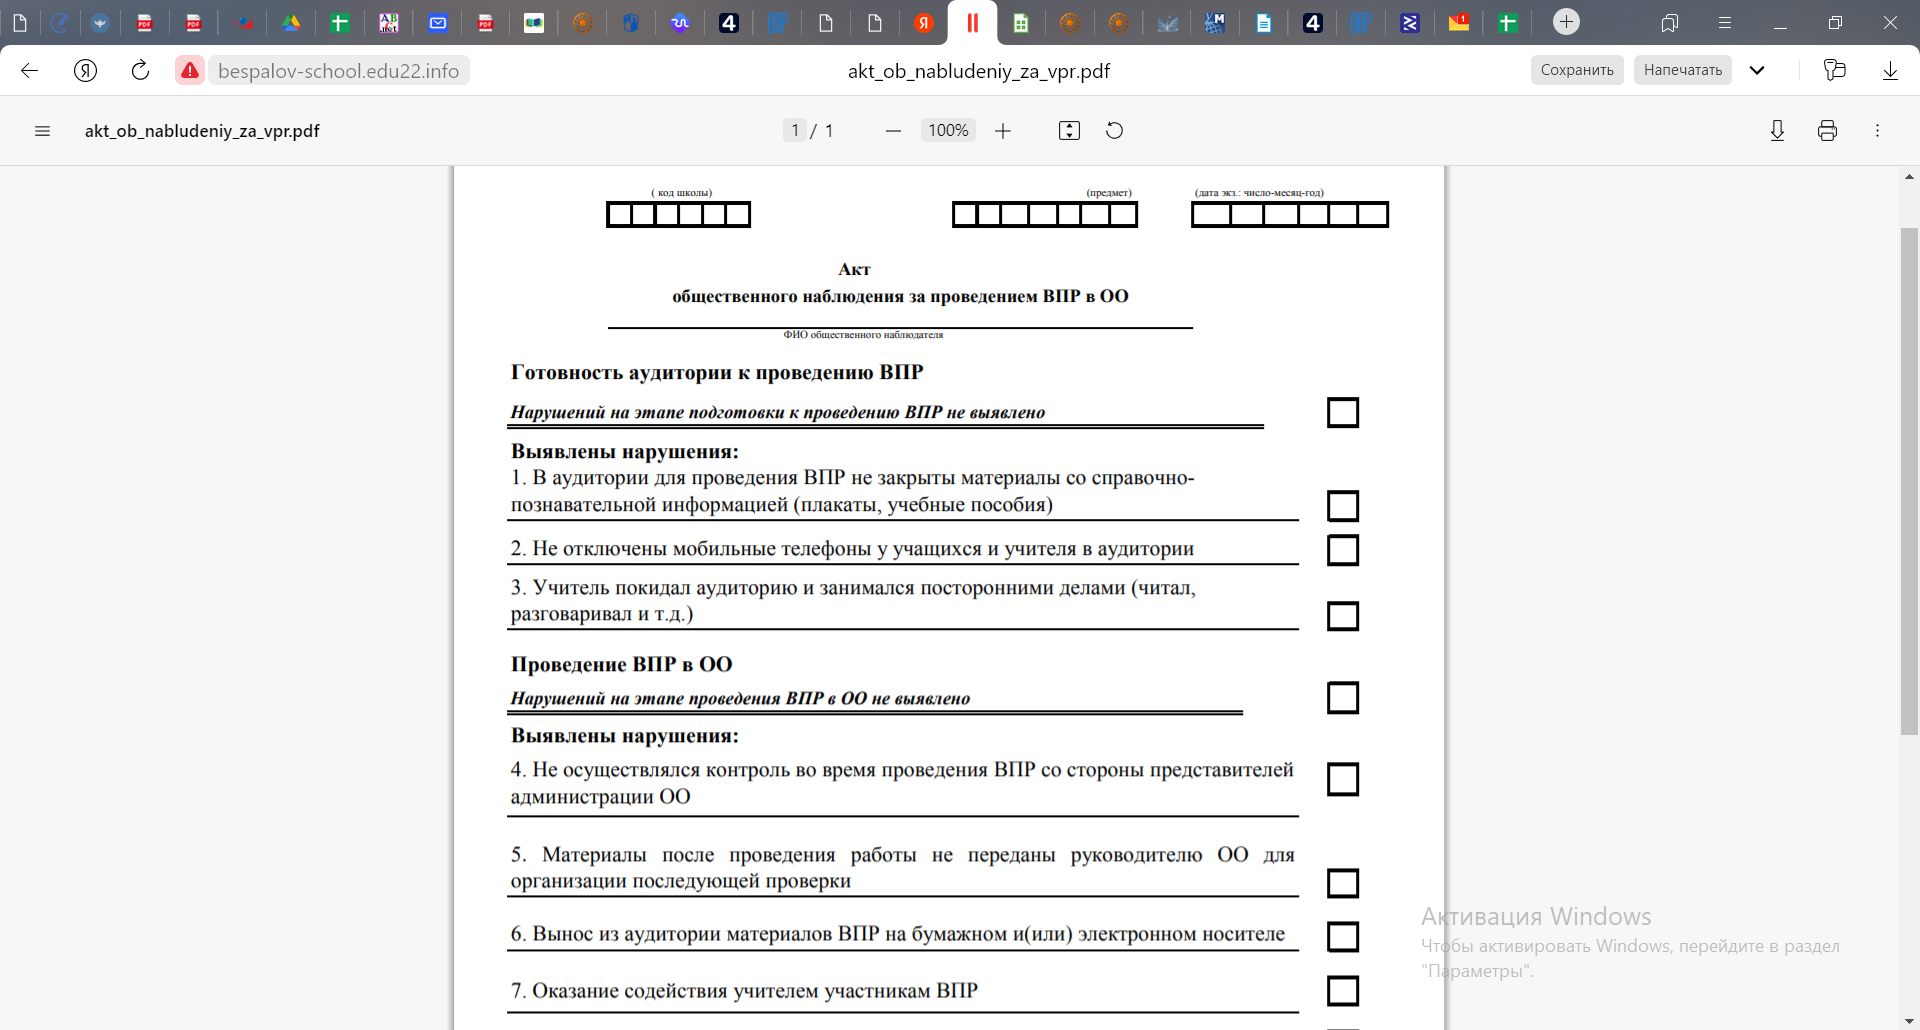 bespalov-school.edu22.info
akt_ob_nabludeniy_za_vpr.pdf
Сохранить
Напечатать
akt_ob_nabludeniy_za_vpr.pdf
1 / 1
100%
( код школы)
(предмет)
(дата экз.: число-месяц-год)
Акт
общественного наблюдения за проведением ВПР в ОО
ФИО общественного наблюдателя
Готовность аудитории к проведению ВПР
Нарушений на этапе подготовки к проведению ВПР не выявлено
Выявлены нарушения:
1. В аудитории для проведения ВПР не закрыты материалы со справочно-
познавательной информацией (плакаты, учебные пособия)
2. Не отключены мобильные телефоны у учащихся и учителя в аудитории
3. Учитель покидал аудиторию и занимался посторонними делами (читал,
разговаривал и т.д.)
Проведение ВПР в ОО
Нарушений на этапе проведения ВПР в ОО не выявлено
Выявлены нарушения:
4. Не осуществлялся контроль во время проведения ВПР со стороны представителей
администрации ОО
5. Материалы после проведения работы не переданы руководителю ОО для
организации последующей проверки
6. Вынос из аудитории материалов ВПР на бумажном и(или) электронном носителе
7. Оказание содействия учителем участникам ВПР
Активация Windows
Чтобы активировать Windows, перейдите в раздел
"Параметры".